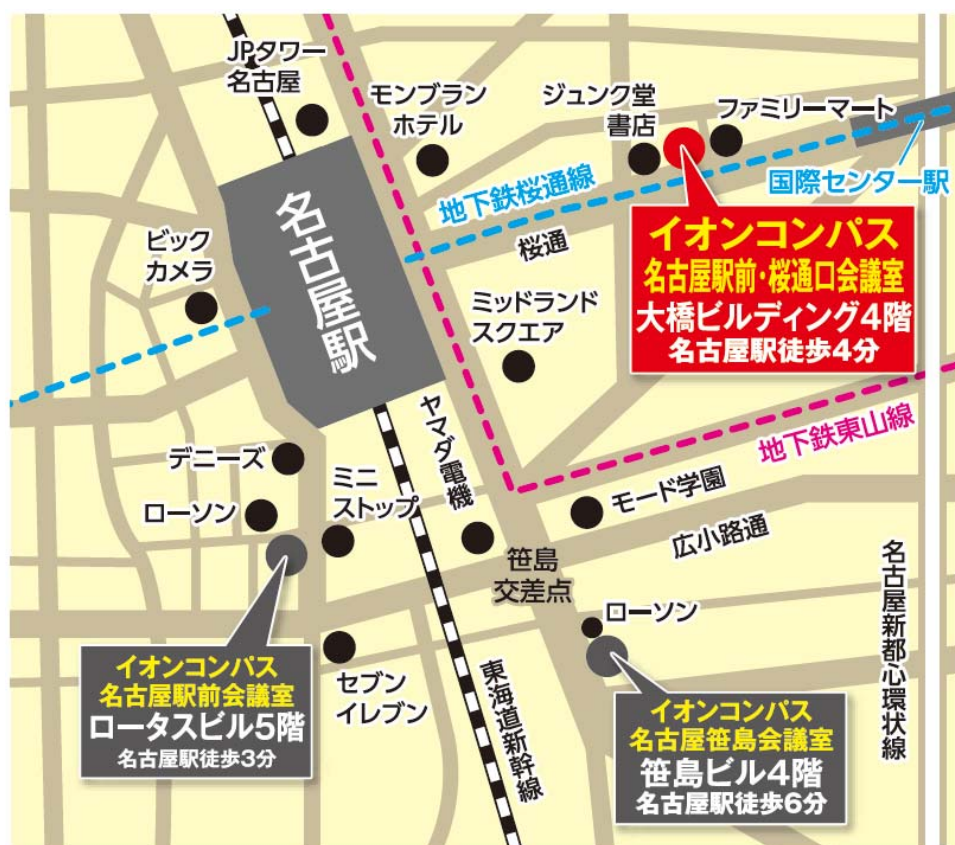 JPタワー
名古屋
モンブラン
ホテル
ジュンク堂
書店
ファミリーマート
地下鉄桜通線
国際センター駅
桜通
名古屋駅
ビック
カメラ
イオンコンパス
名古屋駅前・桜通口会議室
大橋ビルディング4階
名古屋駅徒歩4分
ミッドランド
スクエア
ヤマダ電機
地下鉄東山線
デニーズ
ミニ
ストップ
ローソン
モード学園
広小路通
笹島
交差点
ローソン
名古屋新都心環状線
イオンコンパス
名古屋駅前会議室
ロータスビル5階
名古屋駅徒歩3分
セブン
イレブン
東海道新幹線
イオンコンパス
名古屋笹島会議室
笹島ビル4階
名古屋駅徒歩6分